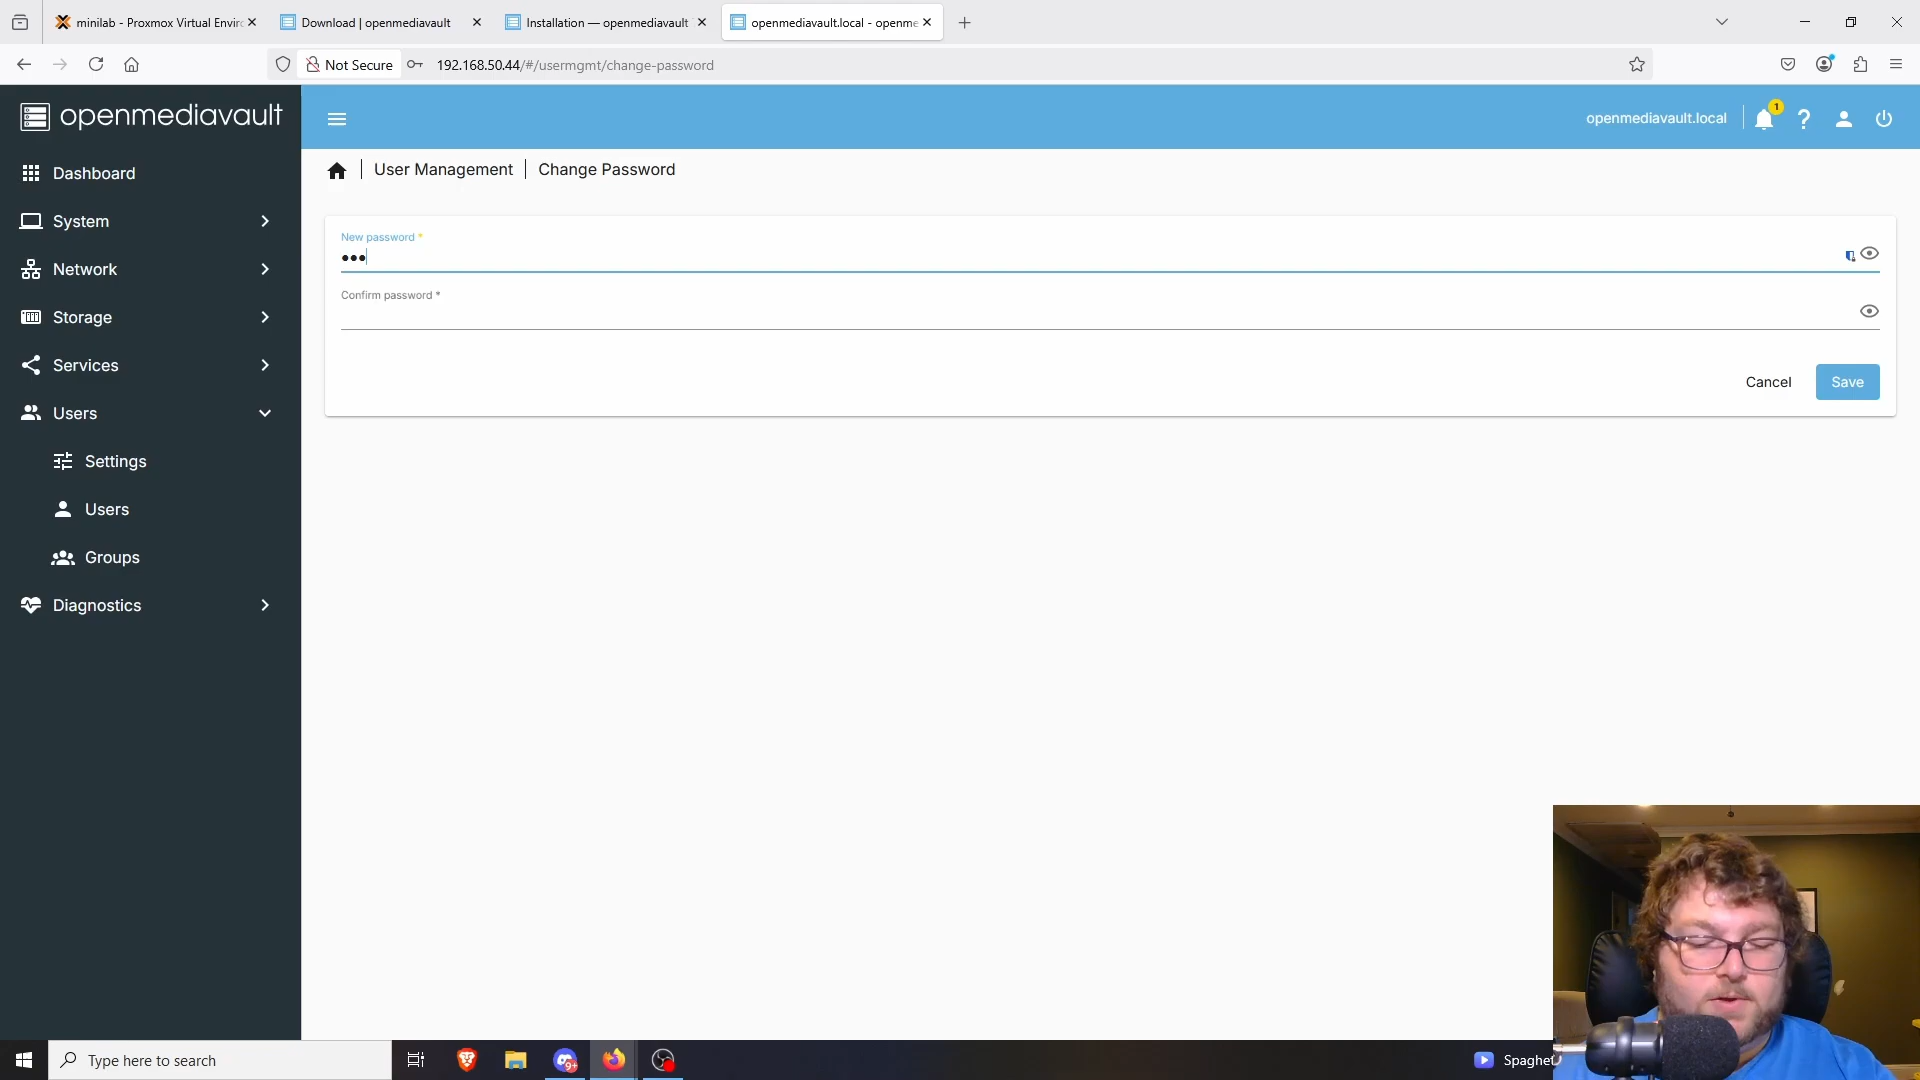 minilab - Proxmox Virtual Envir
Download | openmediavault
Installation — openmediavault
openmediavault.local - openme
Not Secure
192.168.50.44/#/usermgmt/change-password
openmediavault
openmediavault.local
1
Dashboard
System
Network
Storage
Services
Users
Settings
Users
Groups
Diagnostics
User Management
Change Password
New password *
Confirm password *
Cancel
Save
Type here to search
9+
Spaghet